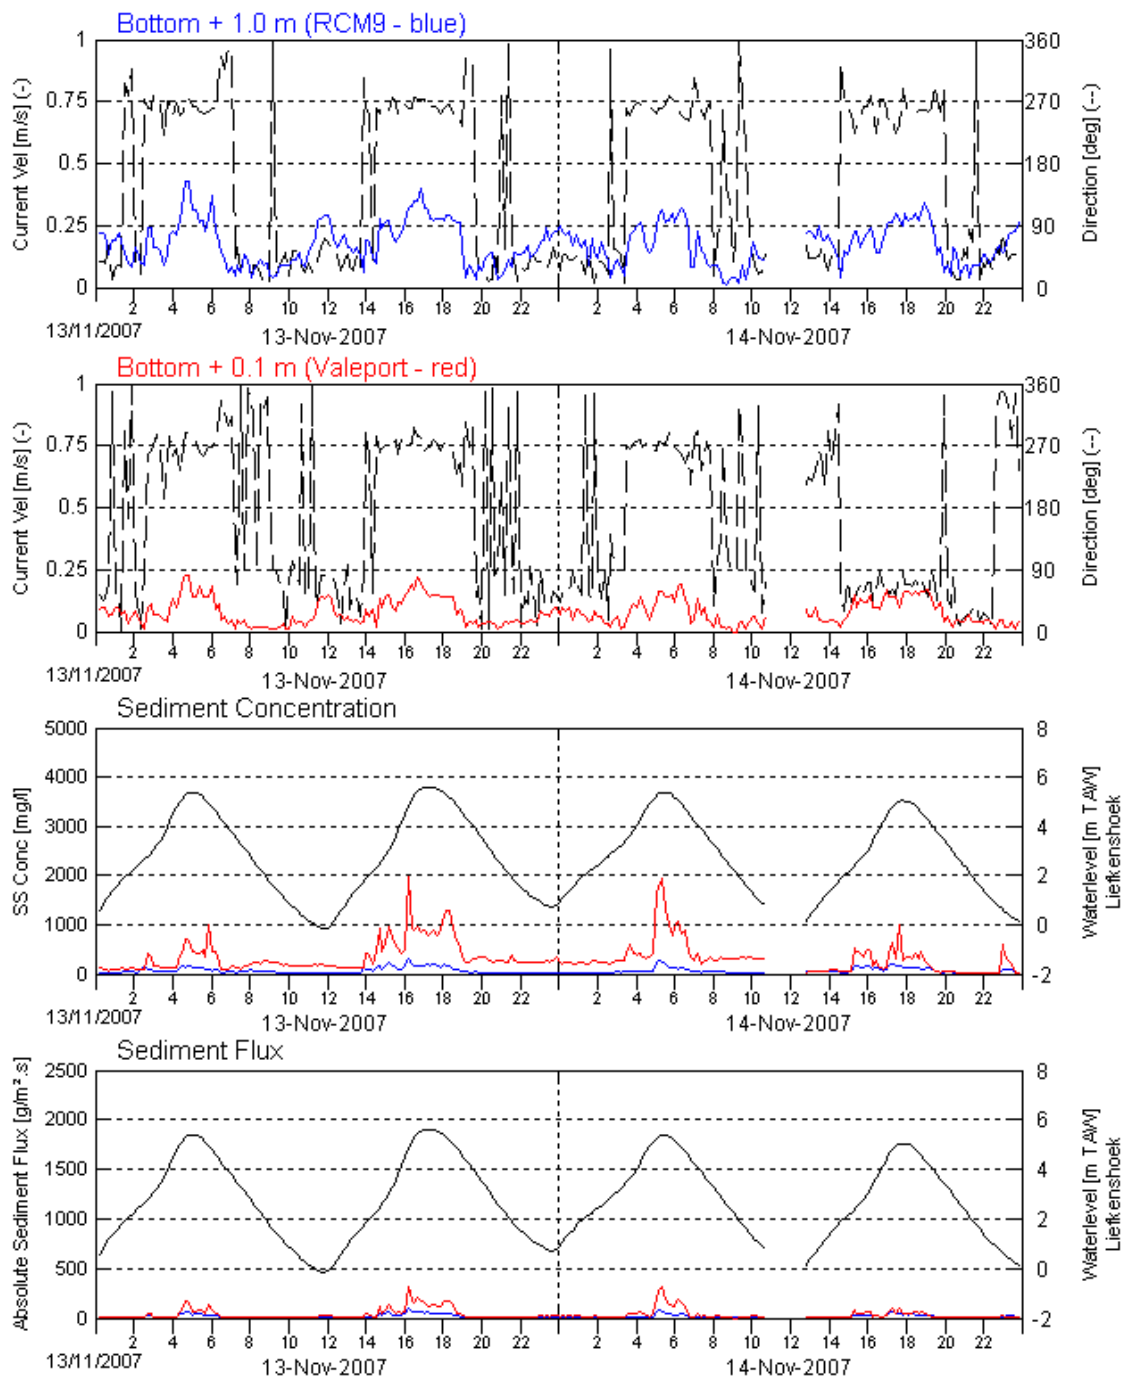 Bottom + 1.0 m (RCM9 - blue)
Current Vel [m/s] (-)
1
0.75
0.5
0.25
0
360
270
180
90
0
Direction [deg] (--)
2 4 6 8 10 12 14 16 18 20 22 2 4 6 8 10 12 14 16 18 20 22
13/11/2007 13-Nov-2007 14-Nov-2007
Bottom + 0.1 m (Valeport - red)
Current Vel [m/s] (-)
1
0.75
0.5
0.25
0
360
270
180
90
0
Direction [deg] (--)
2 4 6 8 10 12 14 16 18 20 22 2 4 6 8 10 12 14 16 18 20 22
13/11/2007 13-Nov-2007 14-Nov-2007
Sediment Concentration
SS Conc [mg/l]
5000
4000
3000
2000
1000
0
8
6
4
2
0
-2
Waterlevel [m TAW]
Liefkenshoek
2 4 6 8 10 12 14 16 18 20 22 2 4 6 8 10 12 14 16 18 20 22
13/11/2007 13-Nov-2007 14-Nov-2007
Sediment Flux
Absolute Sediment Flux [g/m².s]
2500
2000
1500
1000
500
0
8
6
4
2
0
-2
Waterlevel [m TAW]
Liefkenshoek
2 4 6 8 10 12 14 16 18 20 22 2 4 6 8 10 12 14 16 18 20 22
13/11/2007 13-Nov-2007 14-Nov-2007